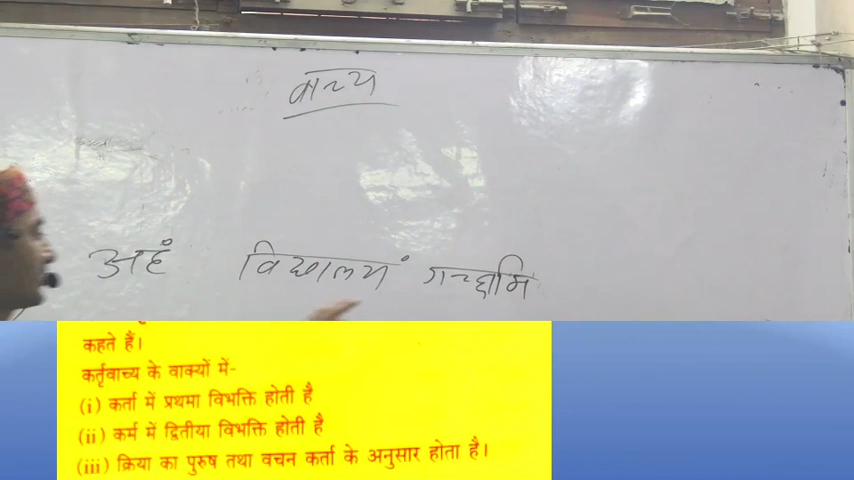 वाच्य
अहं विद्यालयं गच्छामि
कहते हैं।
कर्तृवाच्य के वाक्यों में-
(i) कर्ता में प्रथमा विभक्ति होती है
(ii) कर्म में द्वितीया विभक्ति होती है
(iii) क्रिया का पुरुष तथा वचन कर्ता के अनुसार होता है।